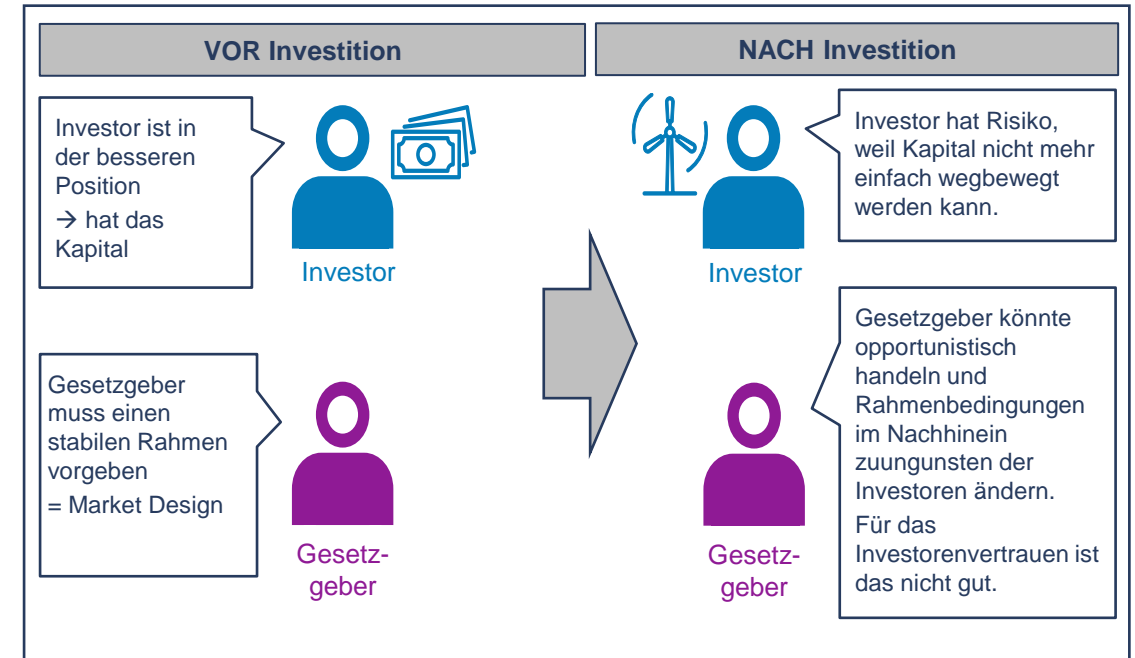 VOR Investition
NACH Investition
Investor ist in
der besseren
Position
→ hat das
Kapital
Investor
Investor hat Risiko,
weil Kapital nicht mehr
einfach wegbewegt
werden kann.
Investor
Gesetzgeber
muss einen
stabilen Rahmen
vorgeben
= Market Design
Gesetz-
geber
Gesetzgeber könnte
opportunistisch
handeln und
Rahmenbedingungen
im Nachhinein
zuungunsten der
Investoren ändern.
Für das
Investorenvertrauen ist
das nicht gut.
Gesetz-
geber